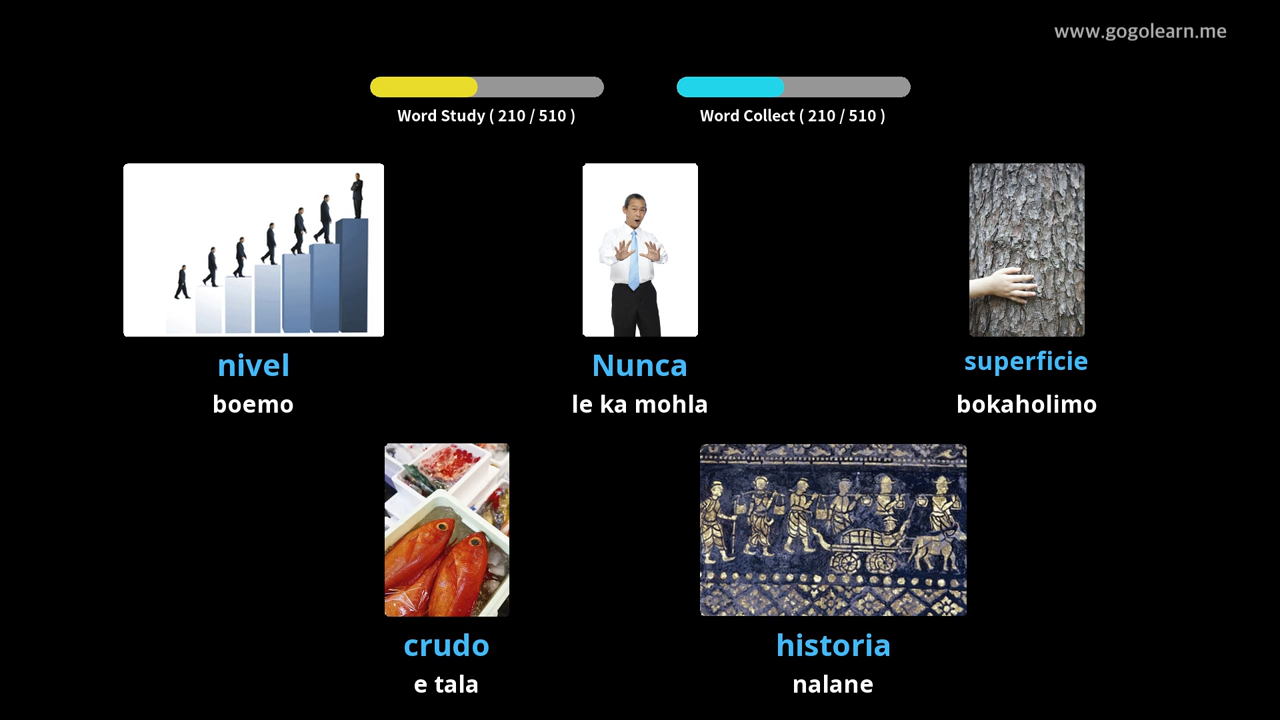 www.gogolearn.me
Word Study ( 210 / 510 )
Word Collect ( 210 / 510 )
nivel
boemo
Nunca
le ka mohla
superficie
bokaholimo
crudo
e tala
historia
nalane